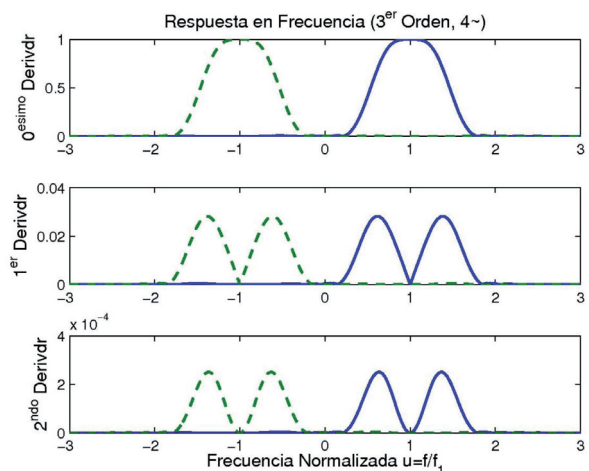 Respuesta en Frecuencia (3er Orden, 4~)
1
0.5
0
0esimo Derivdr
−3 −2 −1 0 1 2 3
0.04
0.02
0
1er Derivdr
−3 −2 −1 0 1 2 3
x 10−4
4
2
0
2ndo Derivdr
−3 −2 −1 0 1 2 3
Frecuencia Normalizada u=f/f1